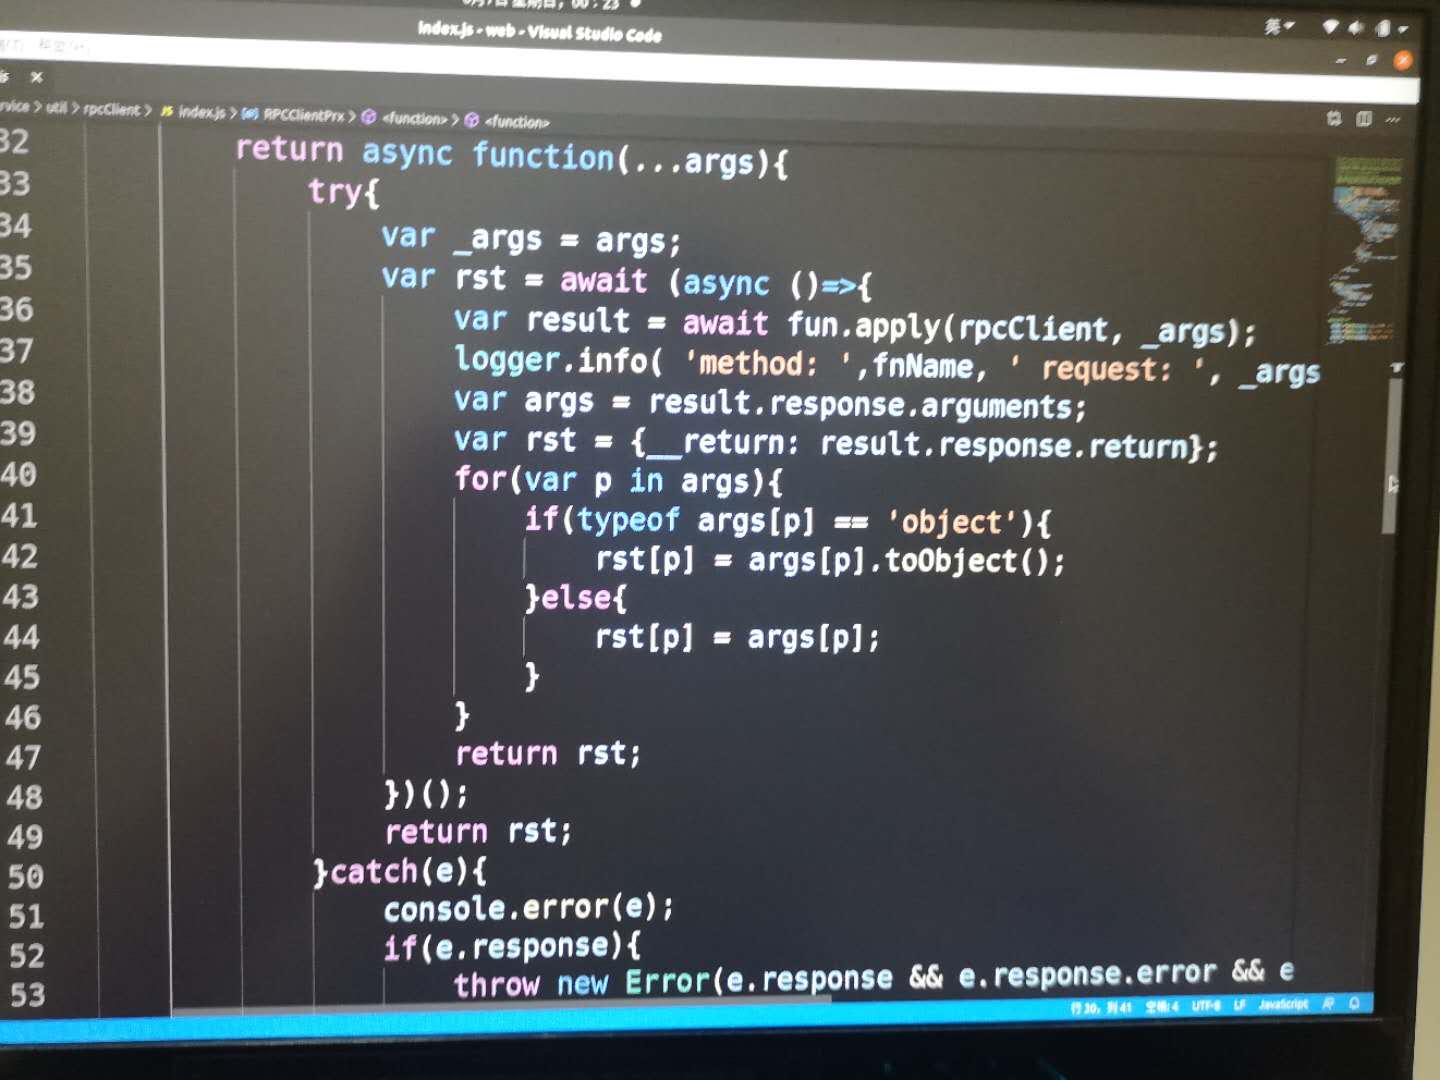 index.js - web - Visual Studio Code
英
js ×
rvice > util > rpcClient > JS index.js > RPCClientPrx > <function> > <function>
32 return async function(...args){
33 try{
34 var _args = args;
35 var rst = await (async ()=>{
36 var result = await fun.apply(rpcClient, _args);
37 logger.info( 'method: ',fnName, ' request: ', _args
38 var args = result.response.arguments;
39 var rst = {__return: result.response.return};
40 for(var p in args){
41 if(typeof args[p] == 'object'){
42 rst[p] = args[p].toObject();
43 }else{
44 rst[p] = args[p];
45 }
46 }
47 return rst;
48 })();
49 return rst;
50 }catch(e){
51 console.error(e);
52 if(e.response){
53 throw new Error(e.response && e.response.error && e
行 30，列 41 空格: 4 UTF-8 LF JavaScript